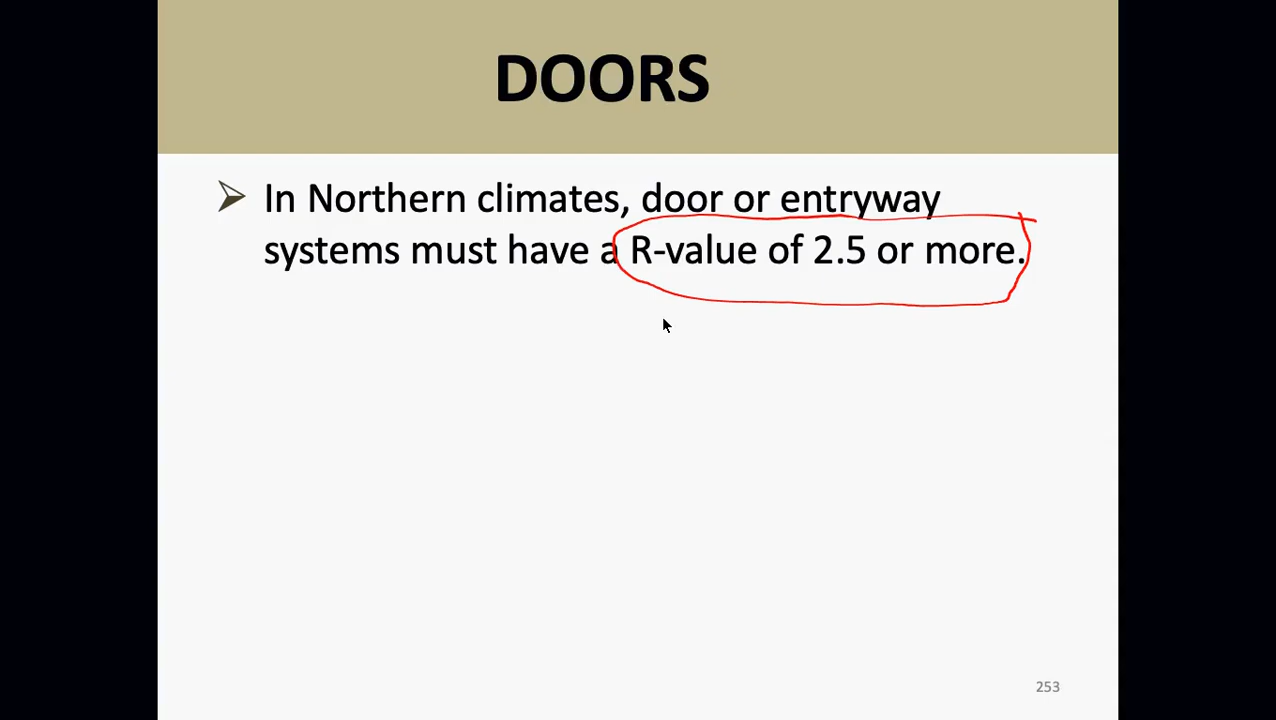 DOORS
In Northern climates, door or entryway
systems must have a R-value of 2.5 or more.
253